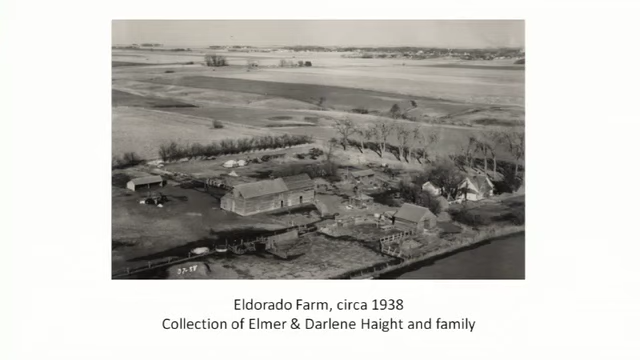 Eldorado Farm, circa 1938
Collection of Elmer & Darlene Haight and family